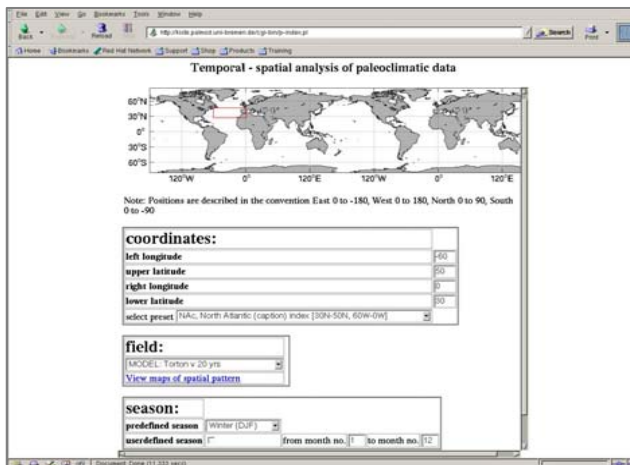 File Edit View Go Bookmarks Tools Window Help
Back
Reload
Search
Print
Home Bookmarks Red Hat Network Support Shop Products Training
Temporal - spatial analysis of paleoclimatic data
60°N
30°N
0°
30°S
60°S
120°W 0° 120°E 120°W 0° 120°E
Note: Positions are described in the convention East 0 to -180, West 0 to 180, North 0 to 90, South
0 to -90
coordinates:
left longitude -60
upper latitude 50
right longitude 0
lower latitude 30
select preset NAc, North Atlantic (caption) index [30N-50N, 60W-0W]
field:
MODEL: Torton v 20 yrs
View maps of spatial pattern
season:
predefined season Winter (DJF)
userdefined season from month no. 1 to month no. 12